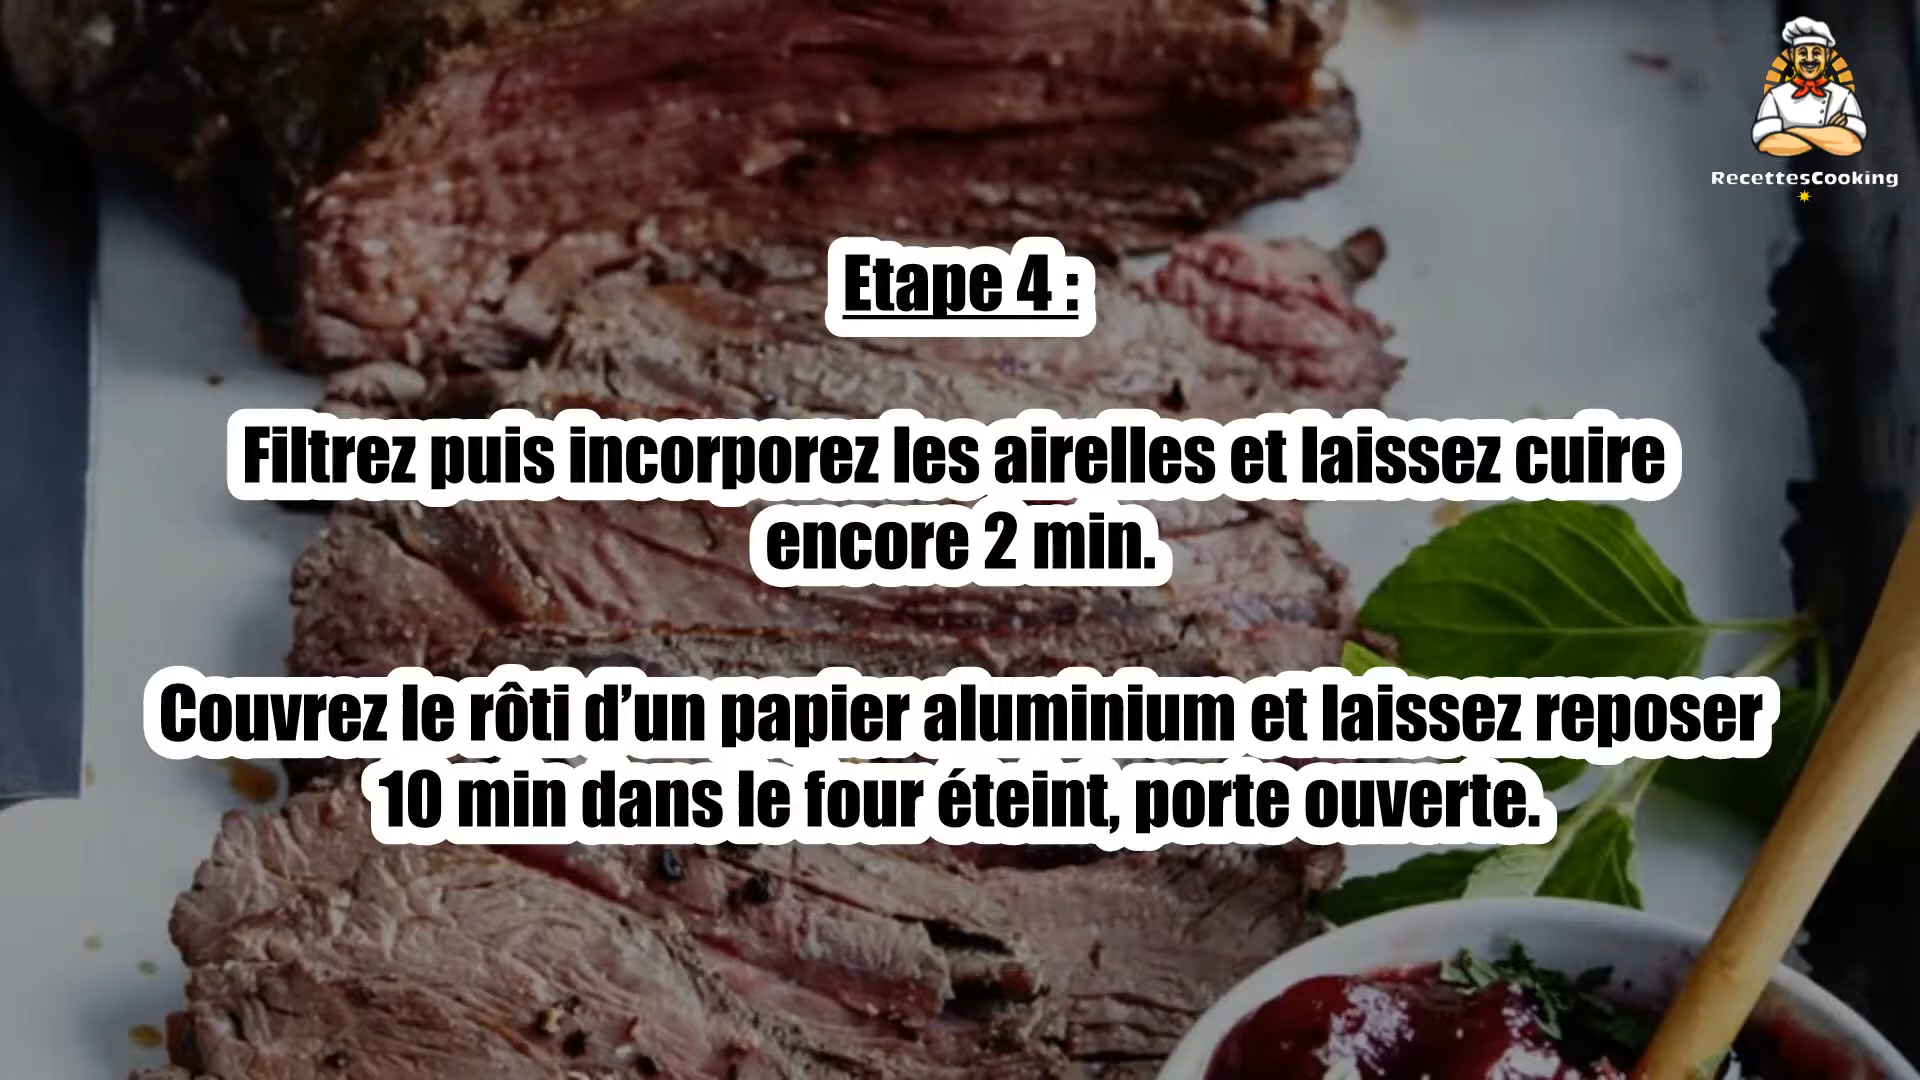 RecettesCooking
Etape 4 :
Filtrez puis incorporez les airelles et laissez cuire
encore 2 min.
Couvrez le rôti d’un papier aluminium et laissez reposer
10 min dans le four éteint, porte ouverte.